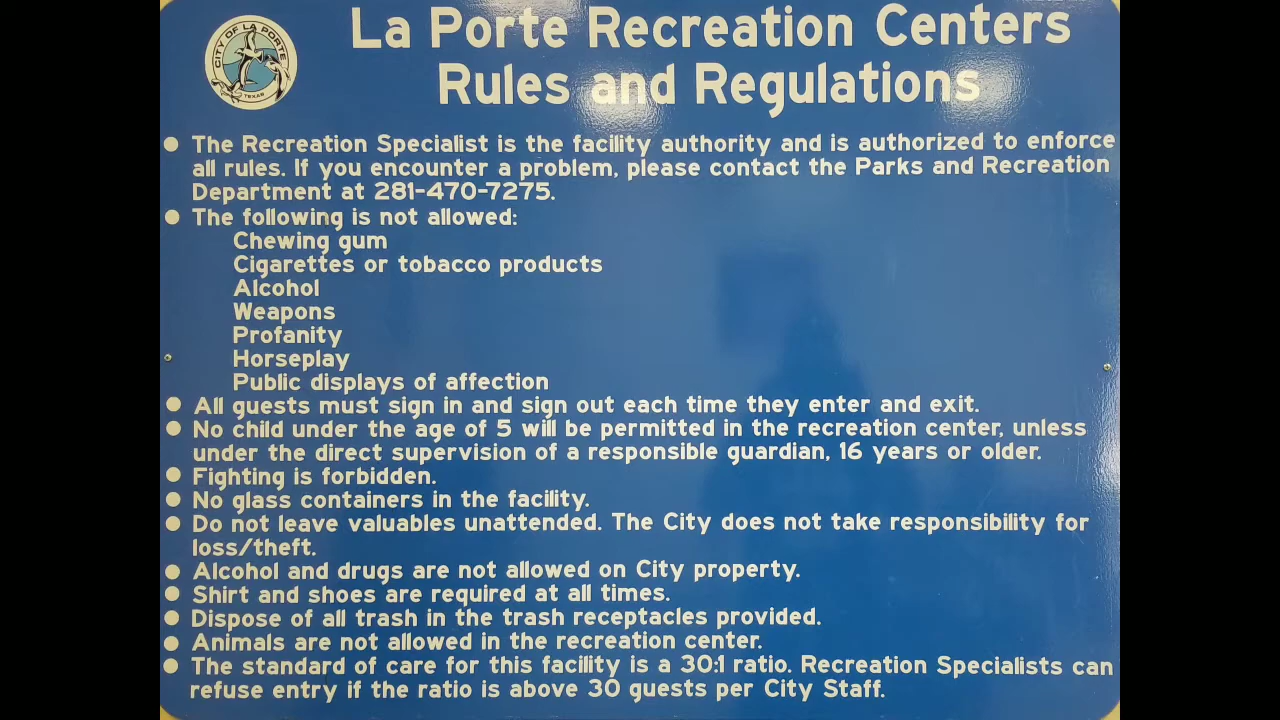 CITY OF LA PORTE
TEXAS
La Porte Recreation Centers
Rules and Regulations
● The Recreation Specialist is the facility authority and is authorized to enforce
all rules. If you encounter a problem, please contact the Parks and Recreation
Department at 281-470-7275.
● The following is not allowed:
Chewing gum
Cigarettes or tobacco products
Alcohol
Weapons
Profanity
Horseplay
Public displays of affection
● All guests must sign in and sign out each time they enter and exit.
● No child under the age of 5 will be permitted in the recreation center, unless
under the direct supervision of a responsible guardian, 16 years or older.
● Fighting is forbidden.
● No glass containers in the facility.
● Do not leave valuables unattended. The City does not take responsibility for
loss/theft.
● Alcohol and drugs are not allowed on City property.
● Shirt and shoes are required at all times.
● Dispose of all trash in the trash receptacles provided.
● Animals are not allowed in the recreation center.
● The standard of care for this facility is a 30:1 ratio. Recreation Specialists can
refuse entry if the ratio is above 30 guests per City Staff.